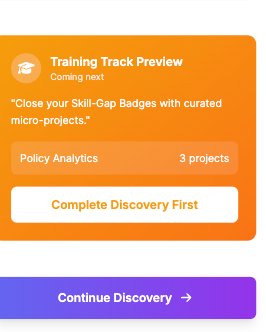 Training Track Preview
Coming next
"Close your Skill-Gap Badges with curated
micro-projects."
Policy Analytics 3 projects
Complete Discovery First
Continue Discovery →